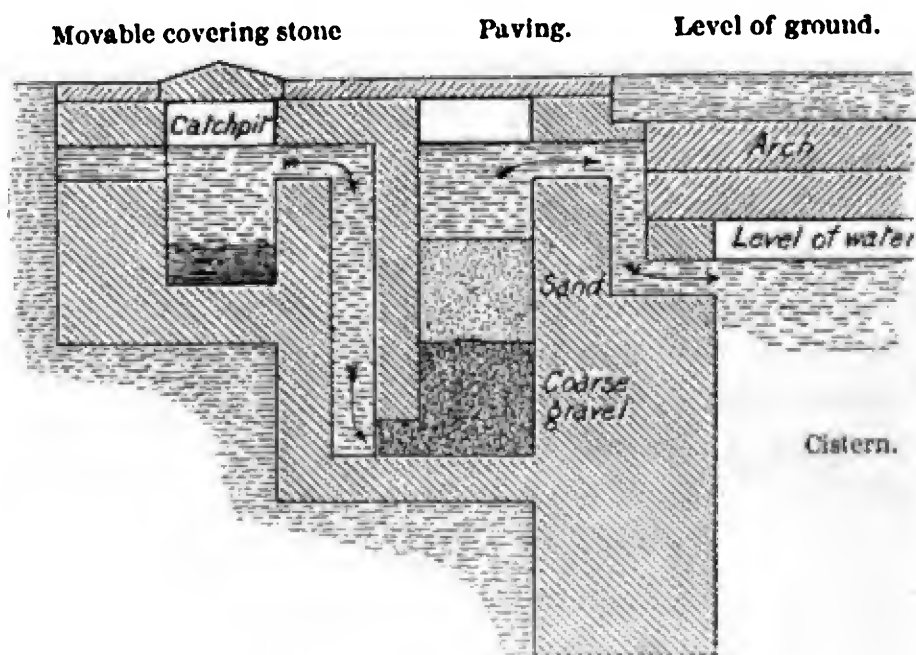 Movable covering stone
Paving.
Level of ground.
Catchpit
Arch
Level of water
Sand
Coarse
gravel
Cistern.